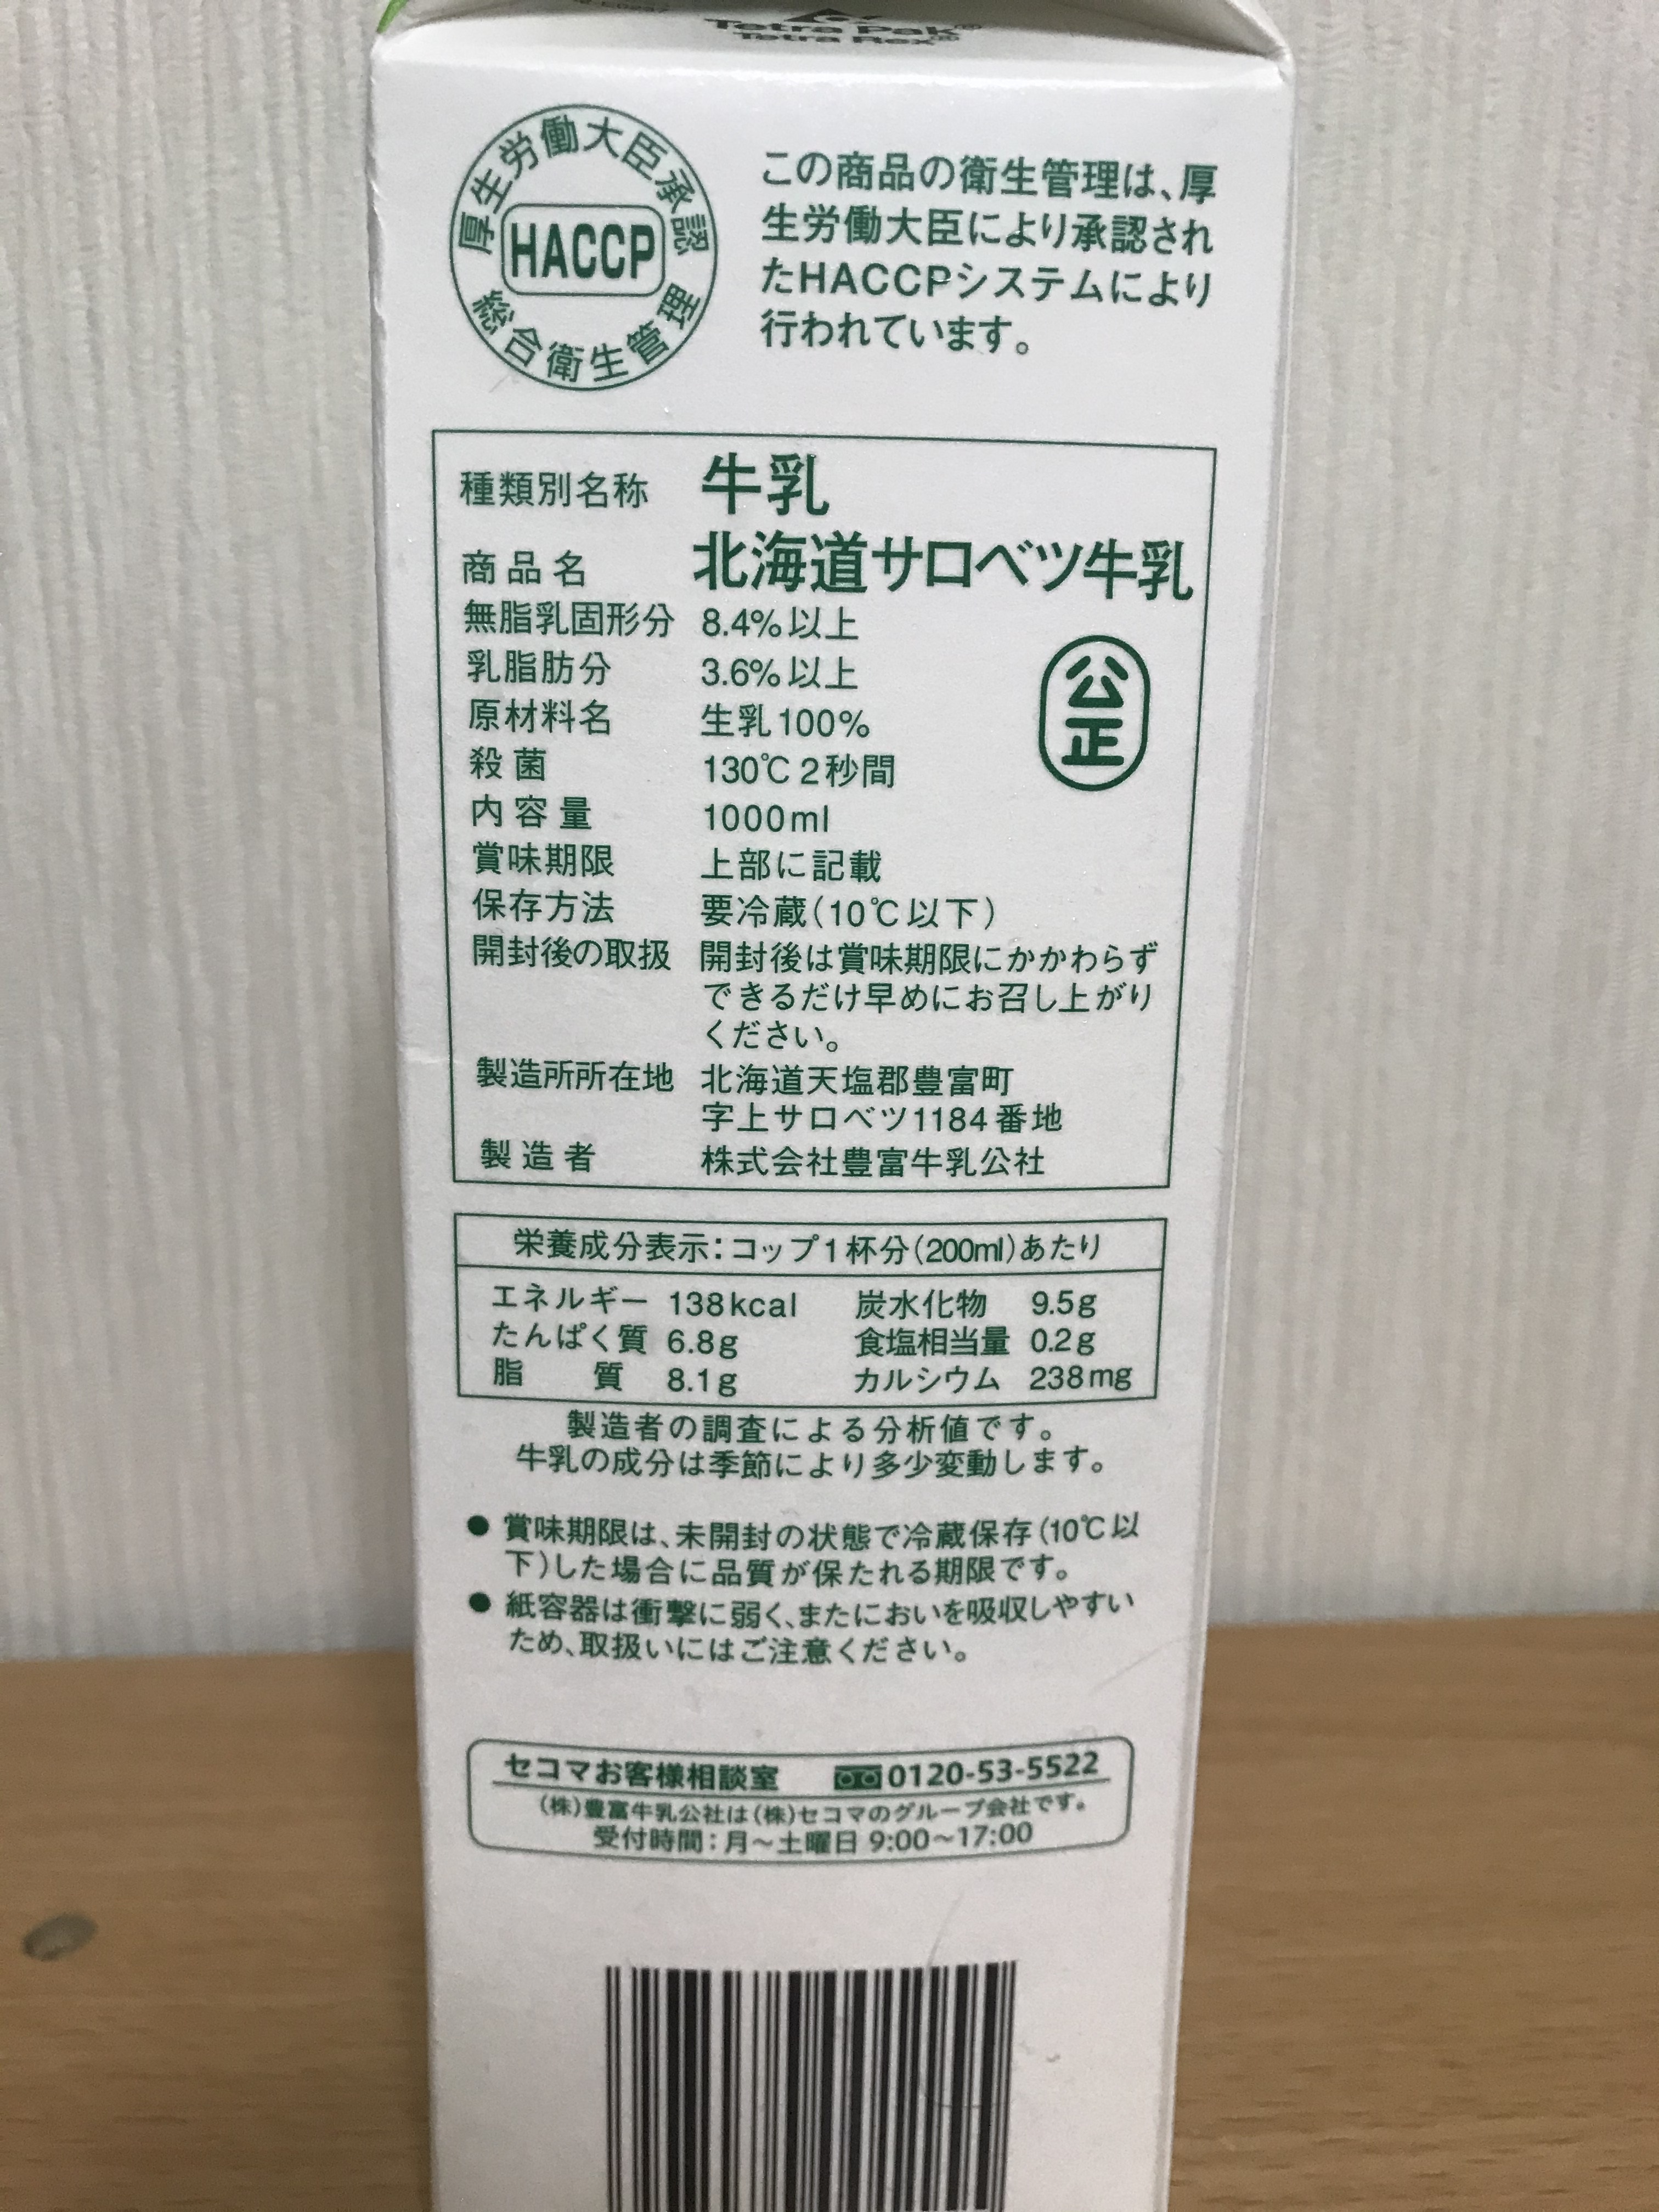 Tetra Pak®
Tetra Rex®
厚生労働大臣承認
HACCP
総合衛生管理
この商品の衛生管理は、厚
生労働大臣により承認され
たHACCPシステムにより
行われています。
種類別名称 牛乳
商品名 北海道サロベツ牛乳
無脂乳固形分 8.4%以上
乳脂肪分 3.6%以上
公正
原材料名 生乳100%
殺菌 130℃ 2秒間
内容量 1000ml
賞味期限 上部に記載
保存方法 要冷蔵(10℃以下)
開封後の取扱 開封後は賞味期限にかかわらず
できるだけ早めにお召し上がり
ください。
製造所所在地 北海道天塩郡豊富町
字上サロベツ1184番地
製造者 株式会社豊富牛乳公社
栄養成分表示:コップ1杯分(200ml)あたり
エネルギー 138kcal 炭水化物 9.5g
たんぱく質 6.8g 食塩相当量 0.2g
脂質 8.1g カルシウム 238mg
製造者の調査による分析値です。
牛乳の成分は季節により多少変動します。
● 賞味期限は、未開封の状態で冷蔵保存(10℃以
下)した場合に品質が保たれる期限です。
● 紙容器は衝撃に弱く、またにおいを吸収しやすい
ため、取扱いにはご注意ください。
セコマお客様相談室 0120-53-5522
(株)豊富牛乳公社は(株)セコマのグループ会社です。
受付時間:月〜土曜日 9:00〜17:00